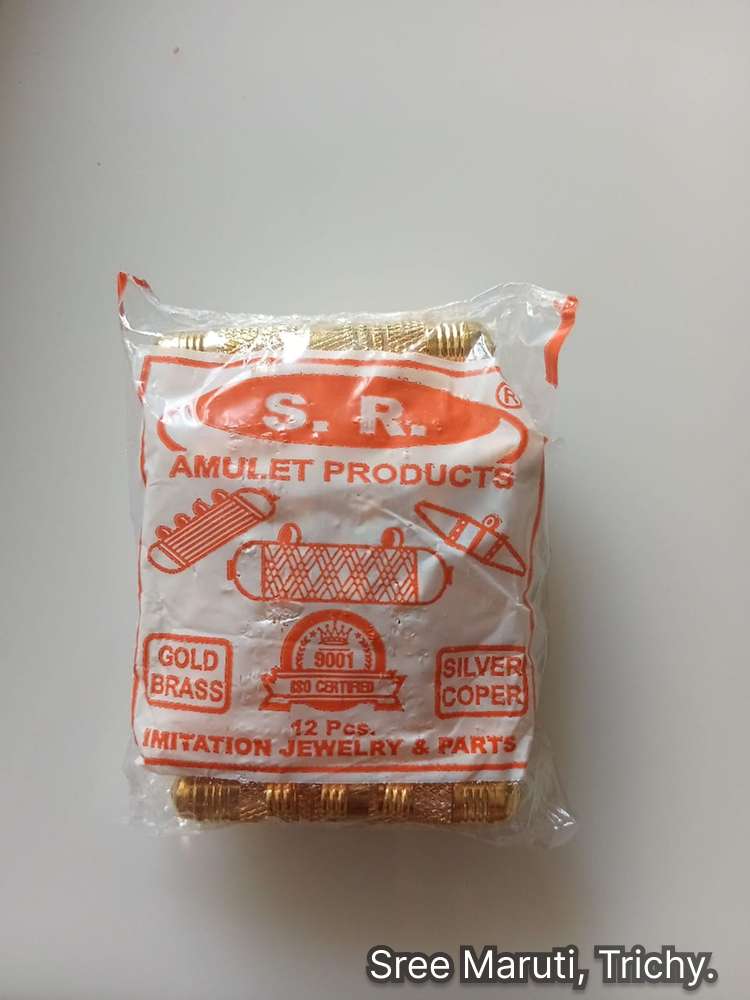 S. R.
®
AMULET PRODUCTS
GOLD
BRASS
9001
ISO CERTIFIED
SILVER
COPER
12 Pcs.
IMITATION JEWELRY & PARTS
Sree Maruti, Trichy.